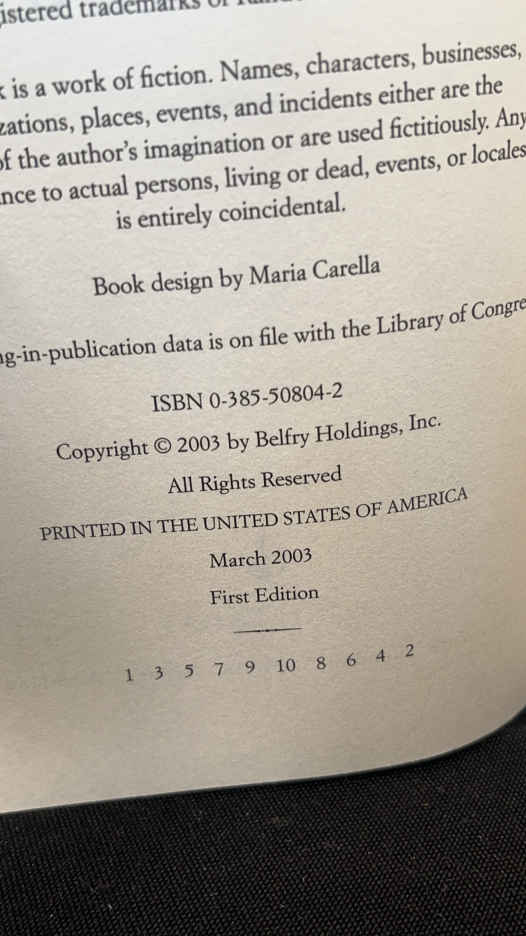 istered trademarks of
is a work of fiction. Names, characters, businesses,
zations, places, events, and incidents either are the
of the author's imagination or are used fictitiously. Any
nce to actual persons, living or dead, events, or locales
is entirely coincidental.
Book design by Maria Carella
ng-in-publication data is on file with the Library of Congre
ISBN 0-385-50804-2
Copyright © 2003 by Belfry Holdings, Inc.
All Rights Reserved
PRINTED IN THE UNITED STATES OF AMERICA
March 2003
First Edition
1 3 5 7 9 10 8 6 4 2